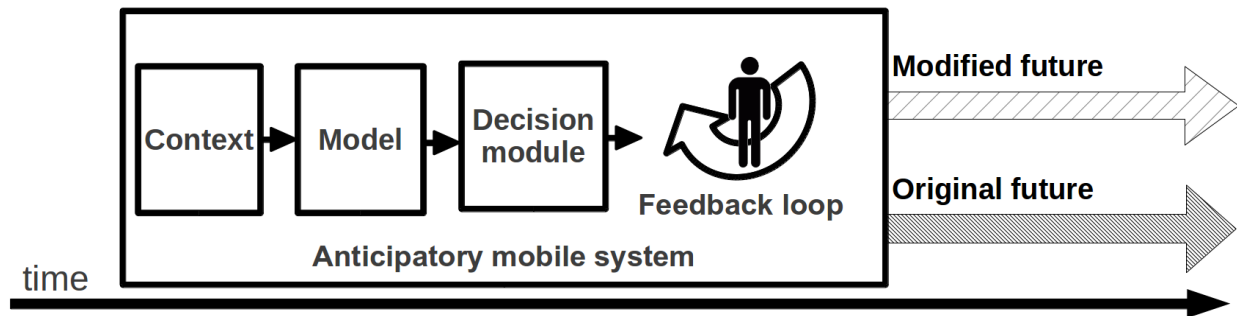 Context
Model
Decision
module
Feedback loop
Anticipatory mobile system
Modified future
Original future
time